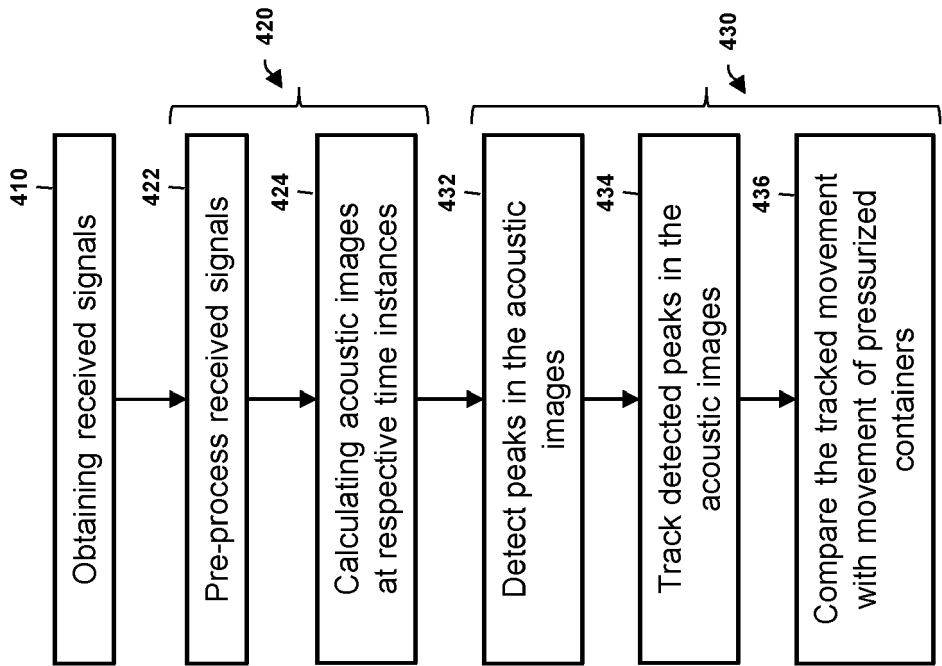 410
Obtaining received signals
420
422
Pre-process received signals
424
Calculating acoustic images
at respective time instances
430
432
Detect peaks in the acoustic
images
434
Track detected peaks in the
acoustic images
436
Compare the tracked movement
with movement of pressurized
containers